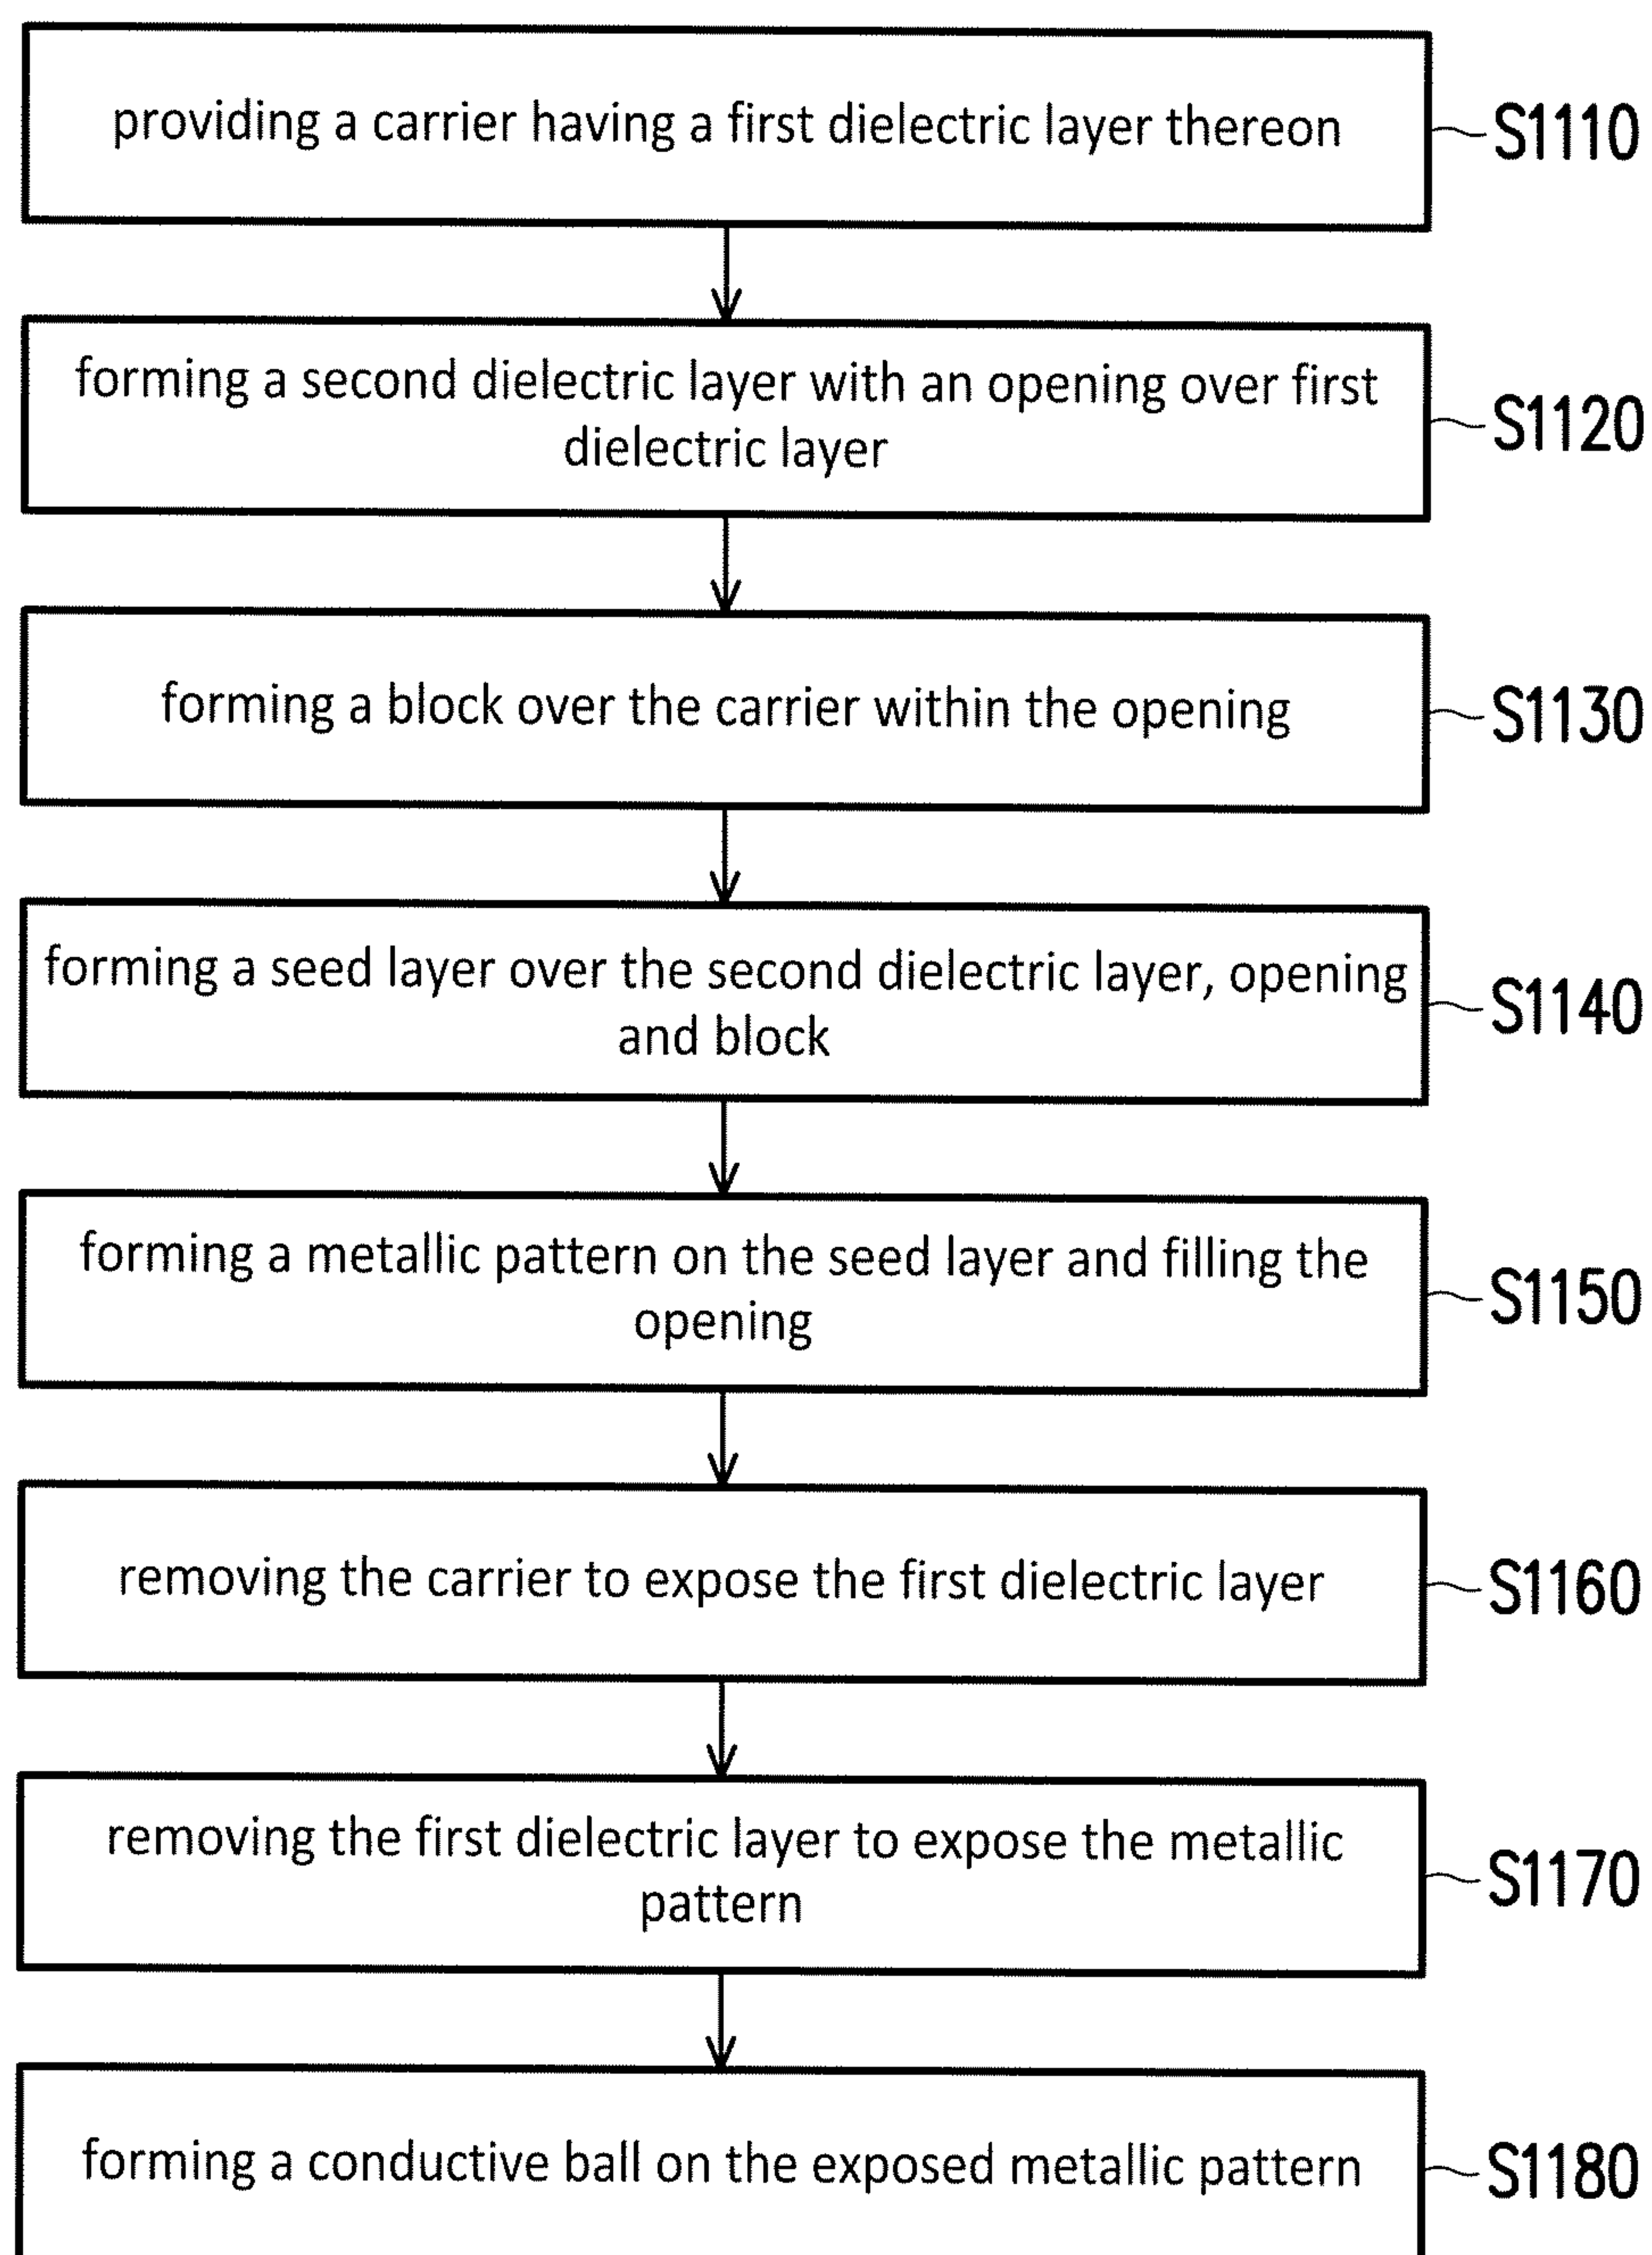 providing a carrier having a first dielectric layer thereon
S1110
forming a second dielectric layer with an opening over first
dielectric layer
S1120
forming a block over the carrier within the opening
S1130
forming a seed layer over the second dielectric layer, opening
and block
S1140
forming a metallic pattern on the seed layer and filling the
opening
S1150
removing the carrier to expose the first dielectric layer
S1160
removing the first dielectric layer to expose the metallic
pattern
S1170
forming a conductive ball on the exposed metallic pattern
S1180